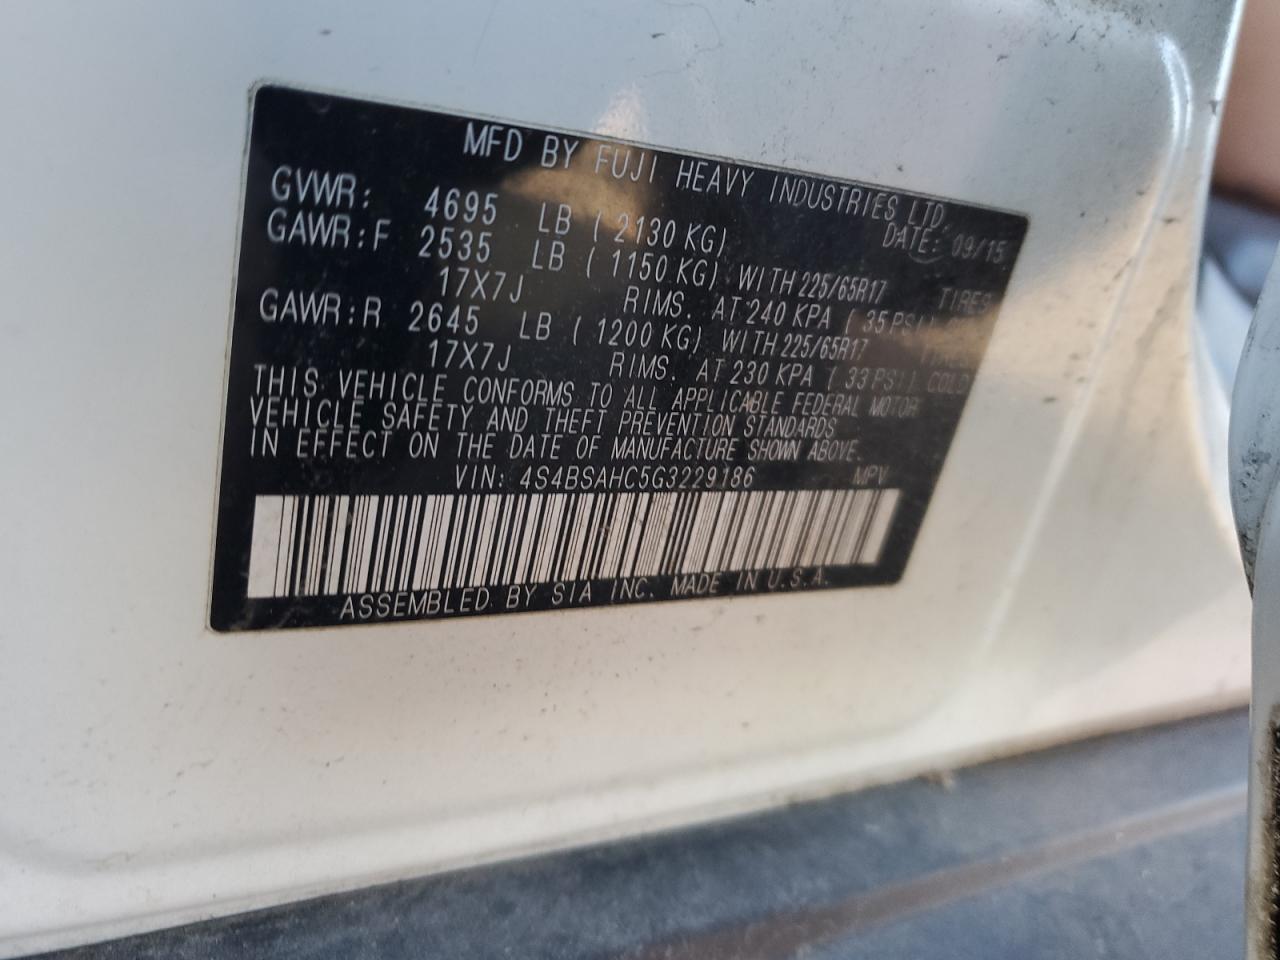 MFD BY FUJI HEAVY INDUSTRIES LTD.
DATE: 09/15
GVWR: 4695 LB ( 2130 KG)
GAWR:F 2535 LB ( 1150 KG) WITH 225/65R17 TIRES
17X7J RIMS. AT 240 KPA ( 35 PSI)
GAWR:R 2645 LB ( 1200 KG) WITH 225/65R17 TIRES
17X7J RIMS. AT 230 KPA ( 33 PSI) COLD
THIS VEHICLE CONFORMS TO ALL APPLICABLE FEDERAL MOTOR
VEHICLE SAFETY AND THEFT PREVENTION STANDARDS
IN EFFECT ON THE DATE OF MANUFACTURE SHOWN ABOVE.
VIN: 4S4BSAHC5G3229186 MPV
ASSEMBLED BY SIA INC. MADE IN U.S.A.